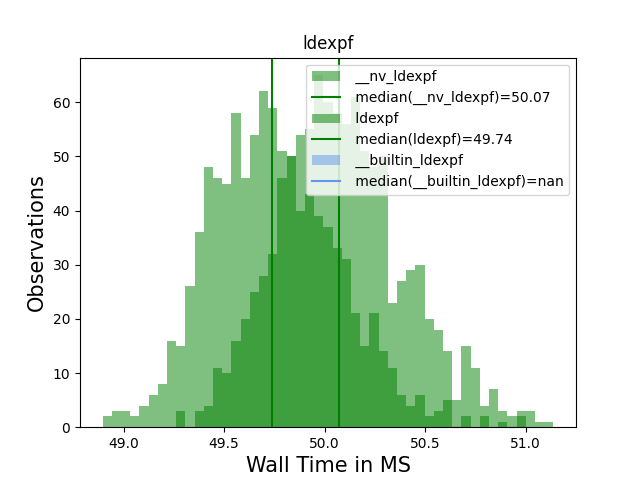 ldexpf
__nv_ldexpf
median(__nv_ldexpf)=50.07
ldexpf
median(ldexpf)=49.74
__builtin_ldexpf
median(__builtin_ldexpf)=nan
60
50
40
30
20
10
0
Observations
49.0 49.5 50.0 50.5 51.0
Wall Time in MS